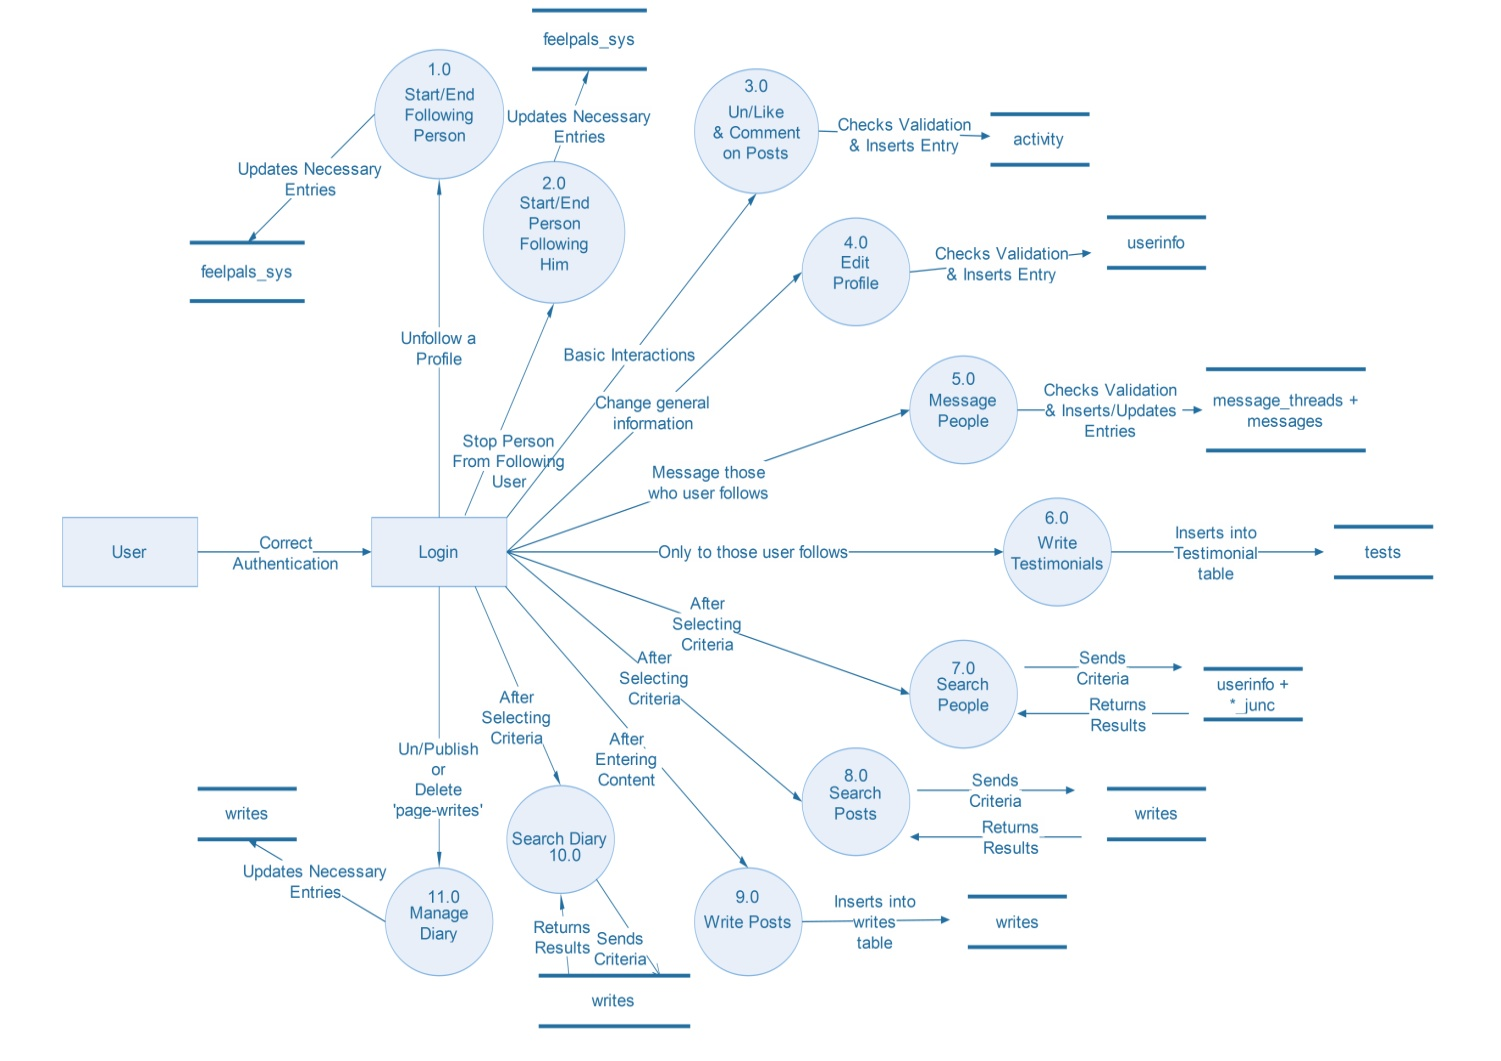 feelpals_sys
1.0
Start/End
Following
Person
Updates Necessary
Entries
feelpals_sys
Unfollow a
Profile
Updates Necessary
Entries
2.0
Start/End
Person
Following
Him
Stop Person
From Following
User
3.0
Un/Like
& Comment
on Posts
Checks Validation
& Inserts Entry
activity
Basic Interactions
4.0
Edit
Profile
Checks Validation
& Inserts Entry
userinfo
Change general
information
5.0
Message
People
Checks Validation
& Inserts/Updates
Entries
message_threads +
messages
Message those
who user follows
User
Correct
Authentication
Login
Only to those user follows
6.0
Write
Testimonials
Inserts into
Testimonial
table
tests
After
Selecting
Criteria
7.0
Search
People
Sends
Criteria
Returns
Results
userinfo +
*_junc
After
Selecting
Criteria
8.0
Search
Posts
Sends
Criteria
Returns
Results
writes
After
Entering
Content
9.0
Write Posts
Inserts into
writes
table
writes
After
Selecting
Criteria
Search Diary
10.0
Returns
Results
Sends
Criteria
writes
Un/Publish
or
Delete
'page-writes'
11.0
Manage
Diary
Updates Necessary
Entries
writes